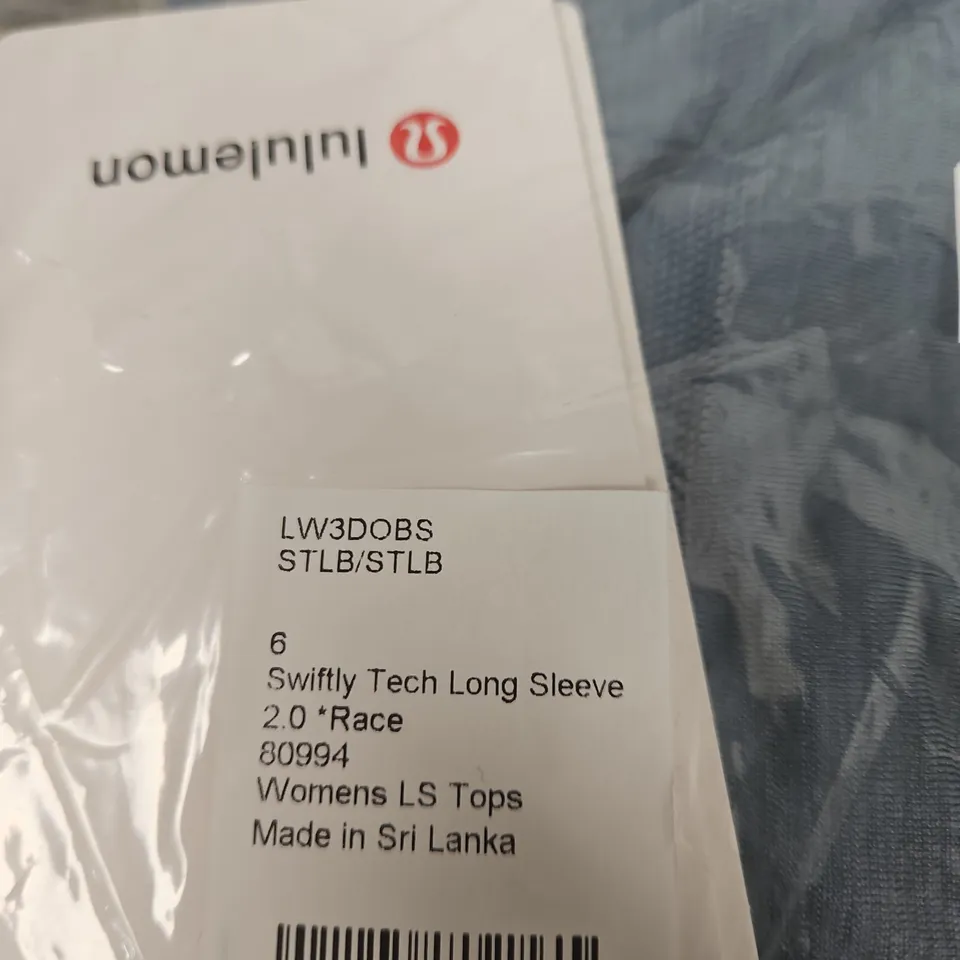 lululemon
LW3DOBS
STLB/STLB
6
Swiftly Tech Long Sleeve
2.0 *Race
80994
Womens LS Tops
Made in Sri Lanka